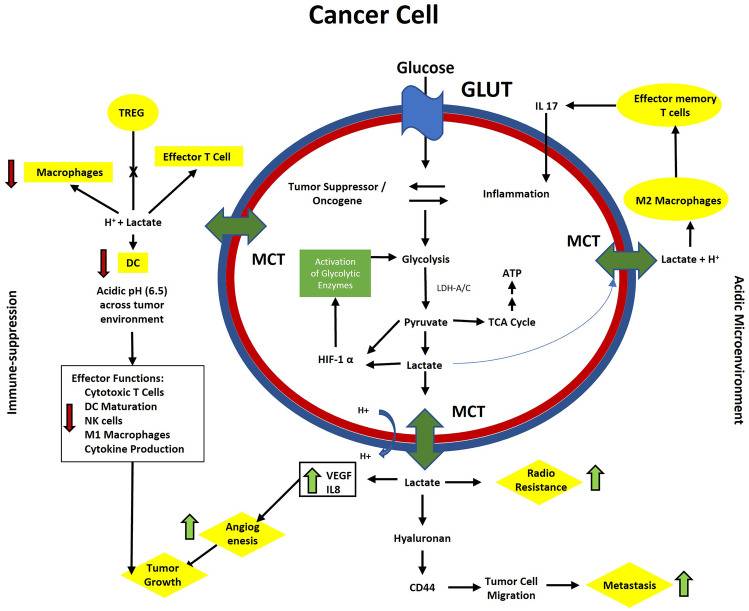 Cancer Cell
Glucose
GLUT
IL 17
Effector memory
T cells
TREG
Effector T Cell
Macrophages
X
Tumor Suppressor /
Oncogene
Inflammation
M2 Macrophages
H+ + Lactate
MCT
MCT
Lactate + H+
DC
Activation
of Glycolytic
Enzymes
Glycolysis
ATP
LDH-A/C
Acidic pH (6.5)
across tumor
environment
Pyruvate
TCA Cycle
HIF-1 α
Lactate
Immune-suppression
Acidic Microenvironment
Effector Functions:
Cytotoxic T Cells
DC Maturation
NK cells
M1 Macrophages
Cytokine Production
H+
MCT
H+
VEGF
IL8
Lactate
Radio
Resistance
Angiog
enesis
Hyaluronan
Tumor
Growth
CD44
Tumor Cell
Migration
Metastasis